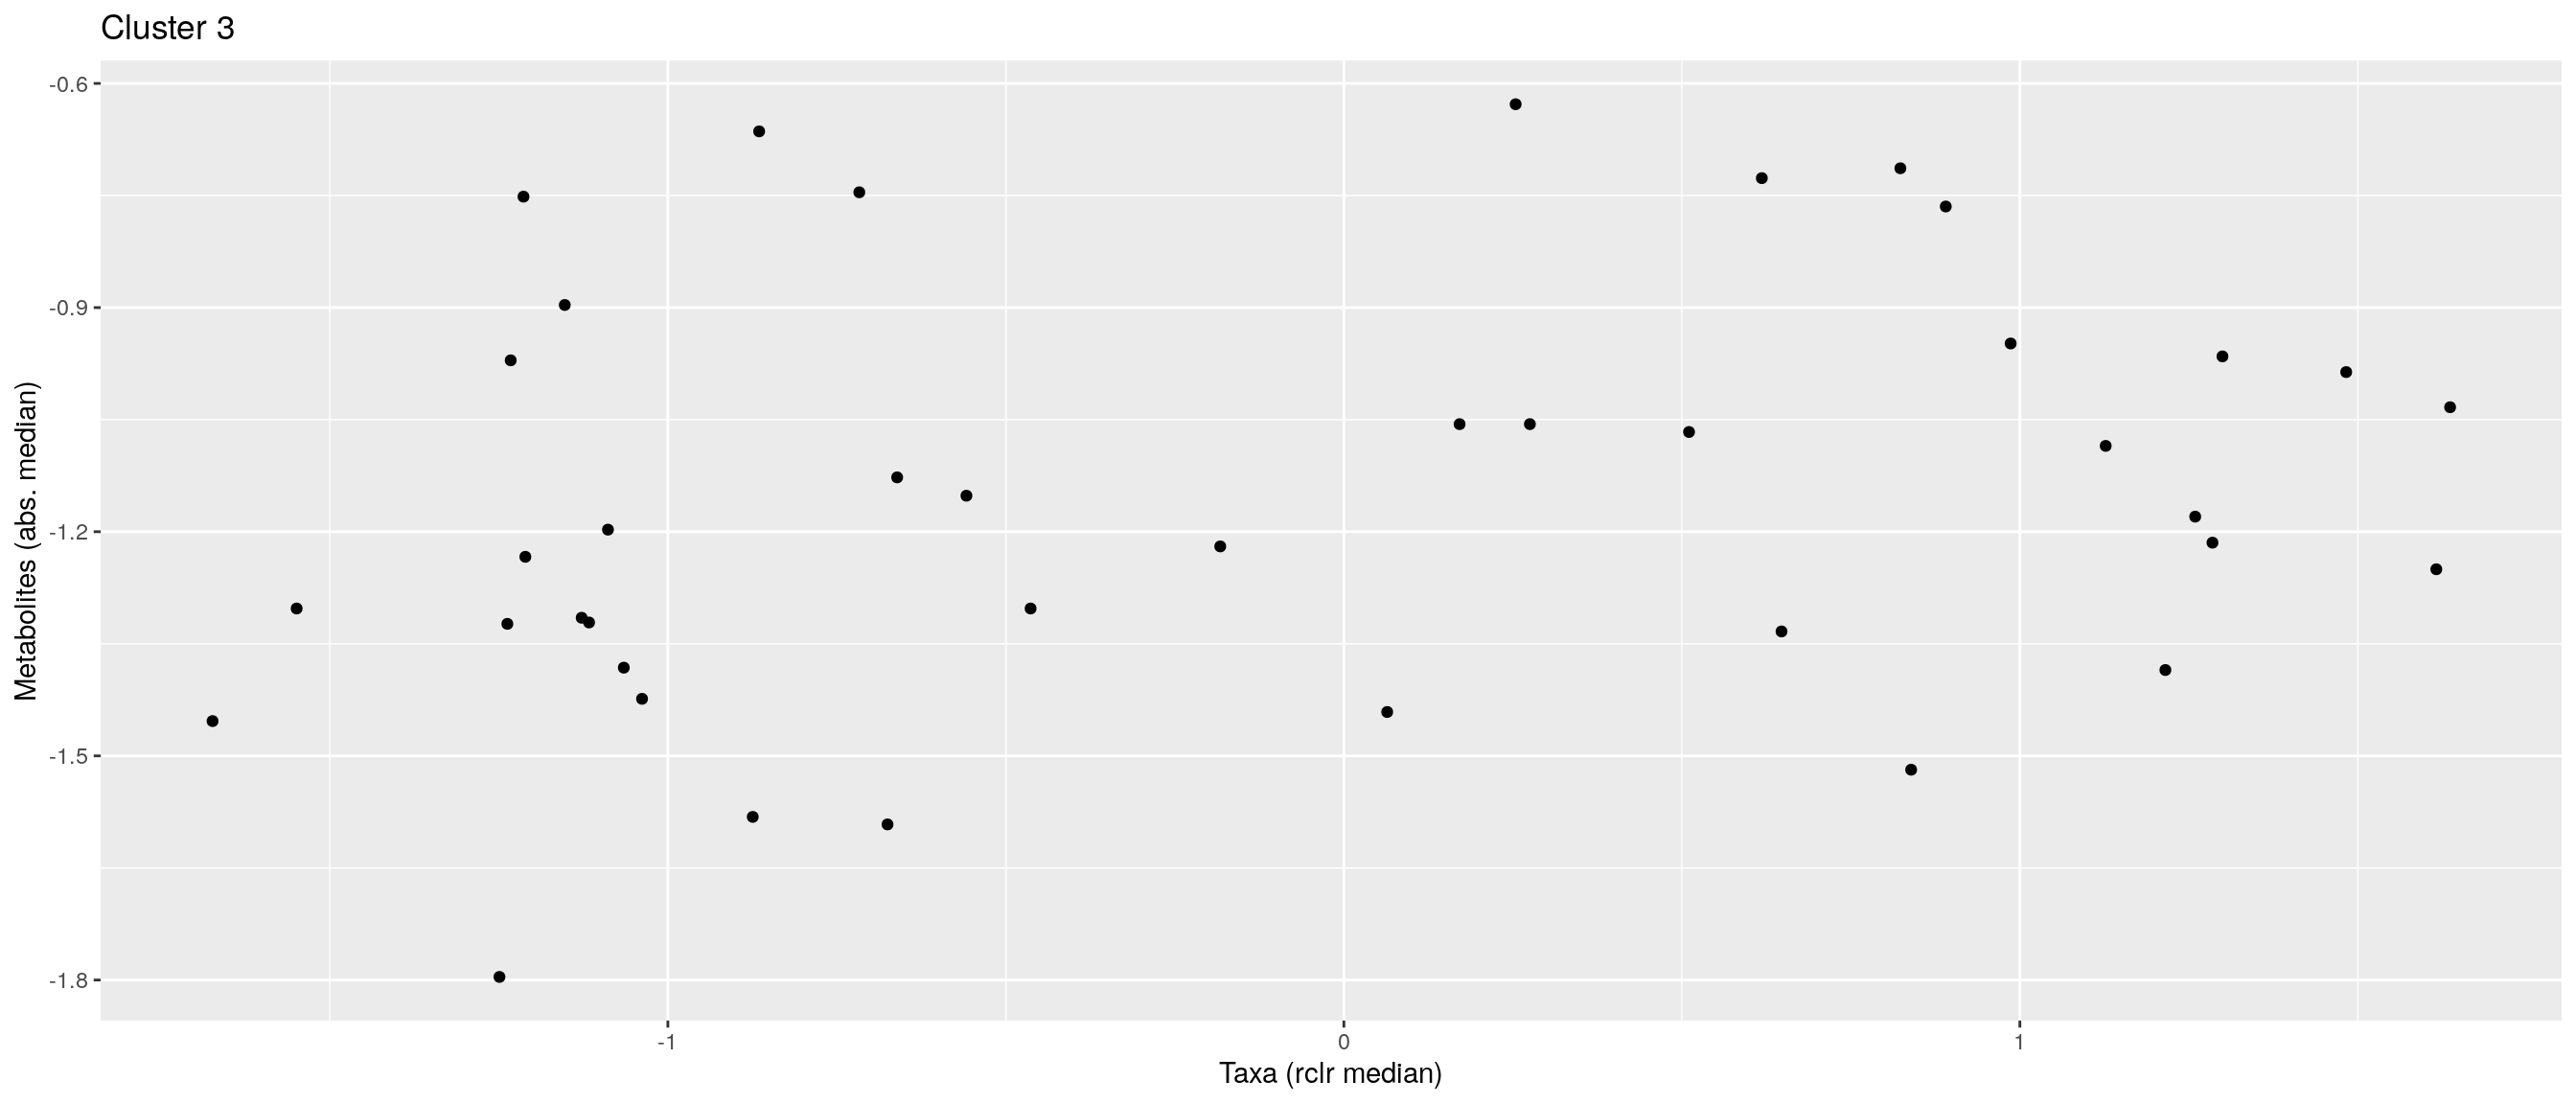 Cluster 3
-0.6
-0.9
-1.2
-1.5
-1.8
Metabolites (abs. median)
-1
0
1
Taxa (rclr median)